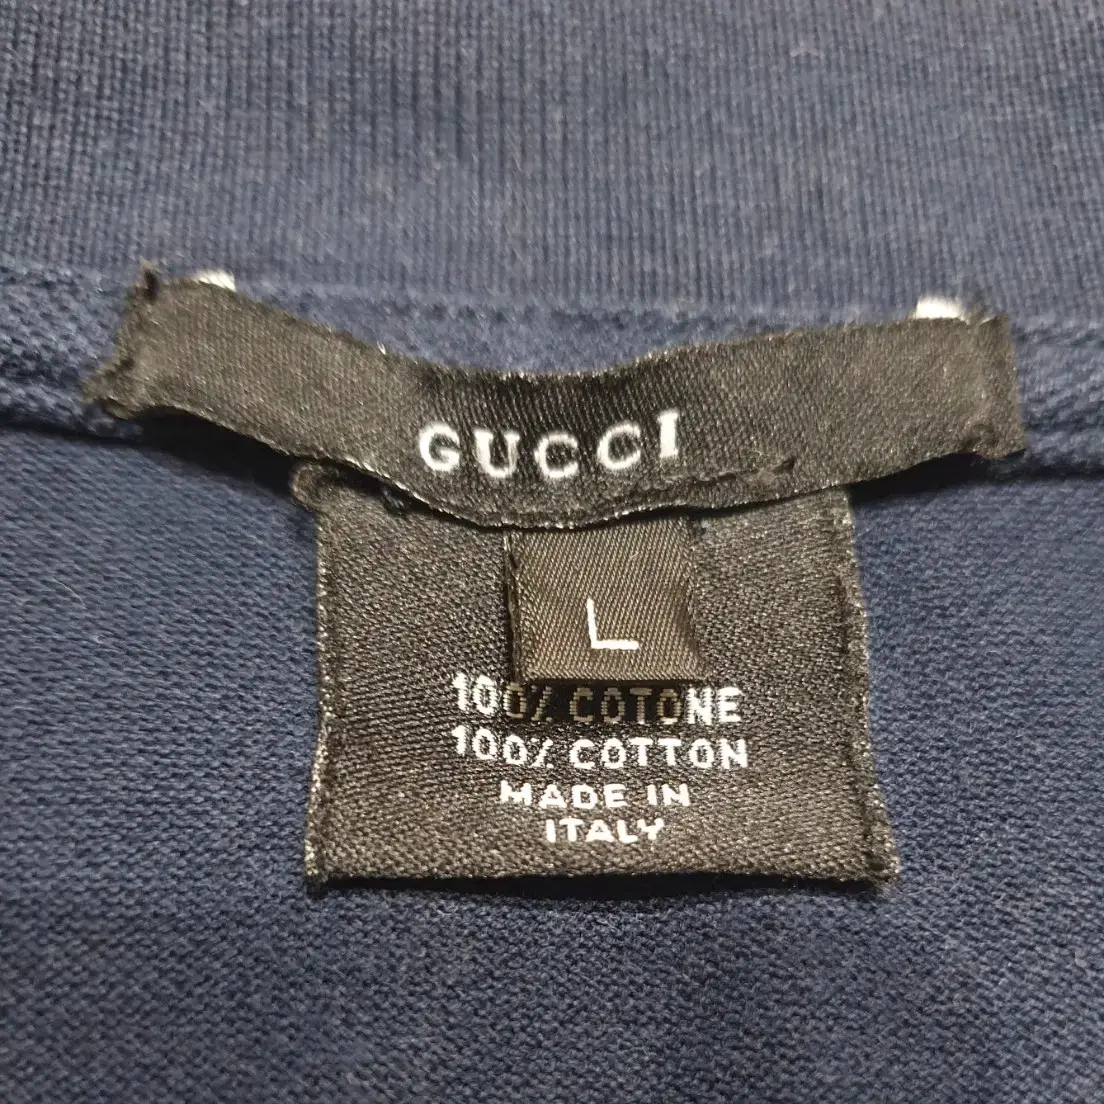 GUCCI
L
100% COTONE
100% COTTON
MADE IN
ITALY